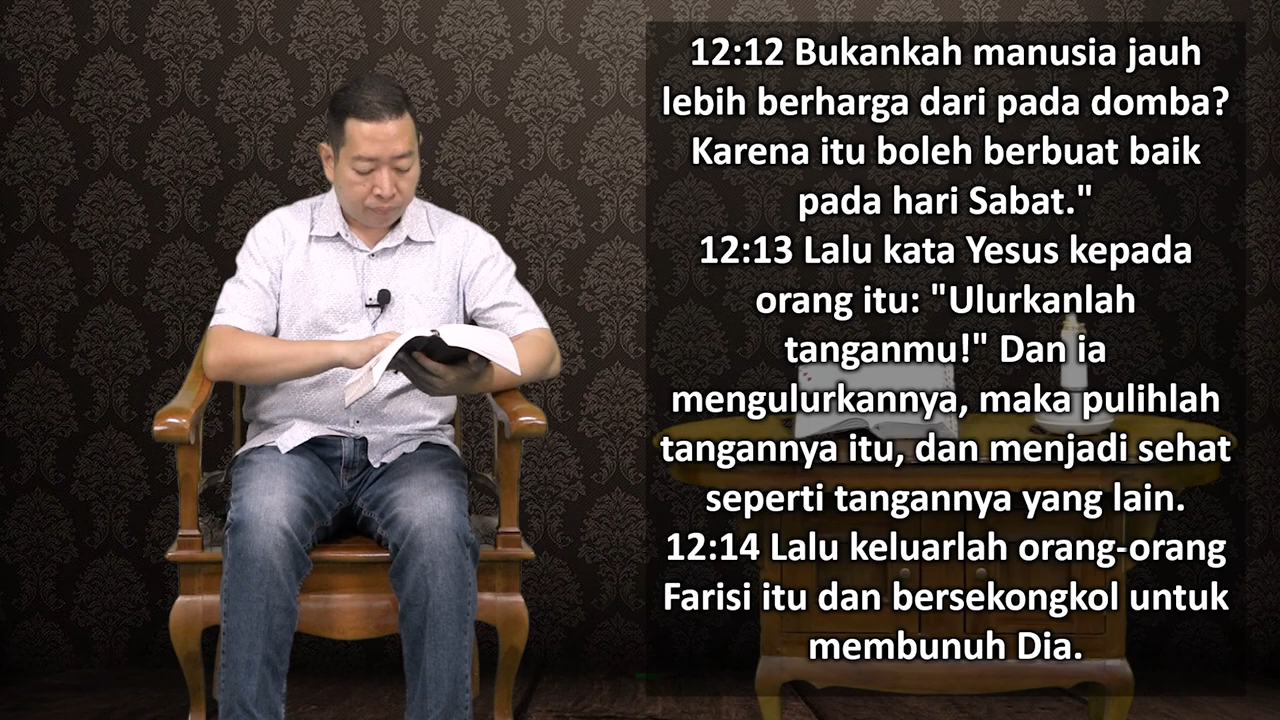 12:12 Bukankah manusia jauh
lebih berharga dari pada domba?
Karena itu boleh berbuat baik
pada hari Sabat."
12:13 Lalu kata Yesus kepada
orang itu: "Ulurkanlah
tanganmu!" Dan ia
mengulurkannya, maka pulihlah
tangannya itu, dan menjadi sehat
seperti tangannya yang lain.
12:14 Lalu keluarlah orang-orang
Farisi itu dan bersekongkol untuk
membunuh Dia.